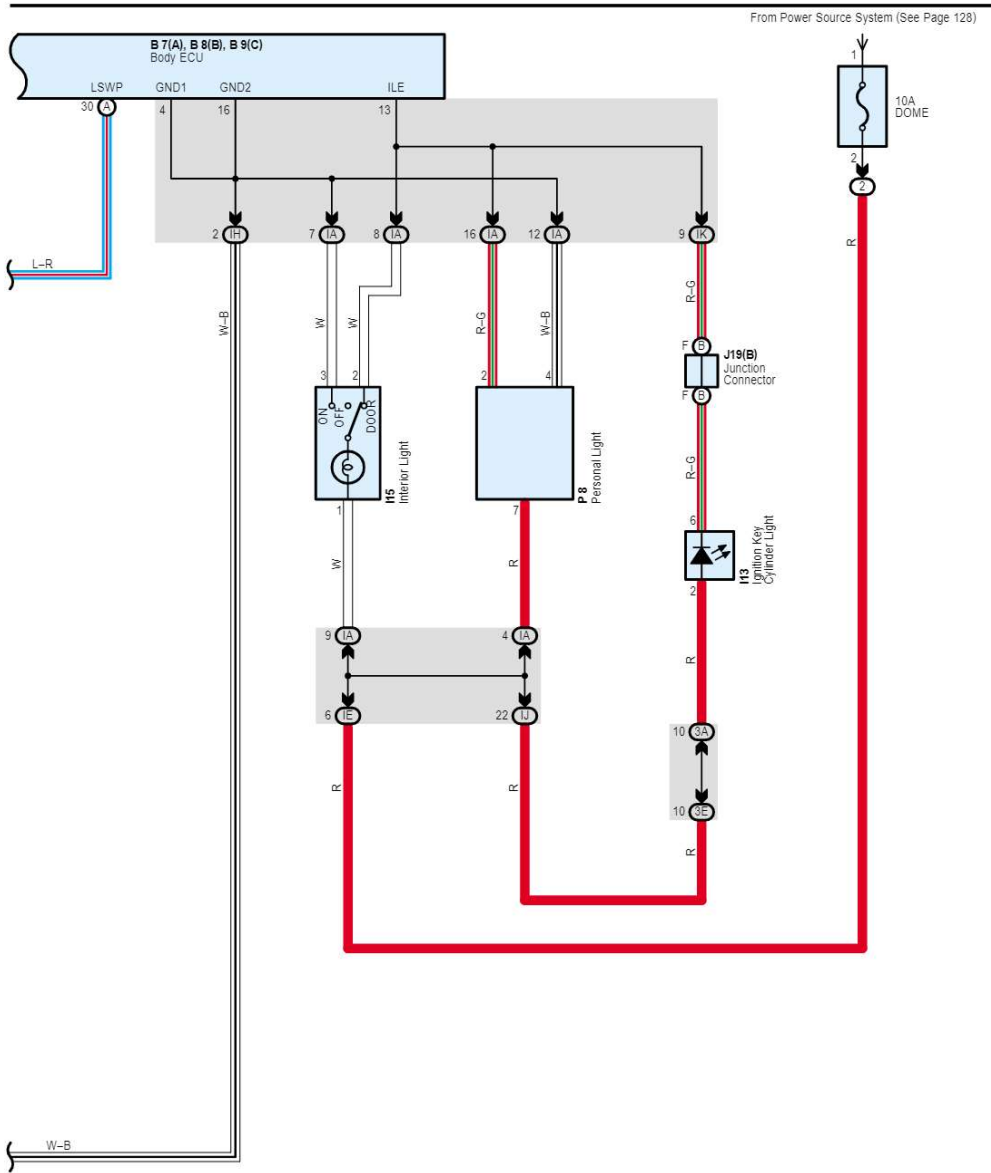 From Power Source System (See Page 128)
B 7(A), B 8(B), B 9(C)
Body ECU
LSWP
GND1
GND2
ILE
30
A
4
16
13
1
10A
DOME
2
2
2
IH
7
IA
8
IA
16
IA
12
IA
9
IK
L–R
W–B
W
W
R–G
W–B
R–G
R
F
B
J19(B)
Junction
Connector
F
B
3
2
2
4
ON
OFF
DOOR
I15
Interior Light
P 8
Personal Light
R–G
6
I13
Ignition Key
Cylinder Light
1
7
2
W
R
R
9
IA
4
IA
6
IE
22
IJ
10
3A
10
3E
R
R
R
W–B